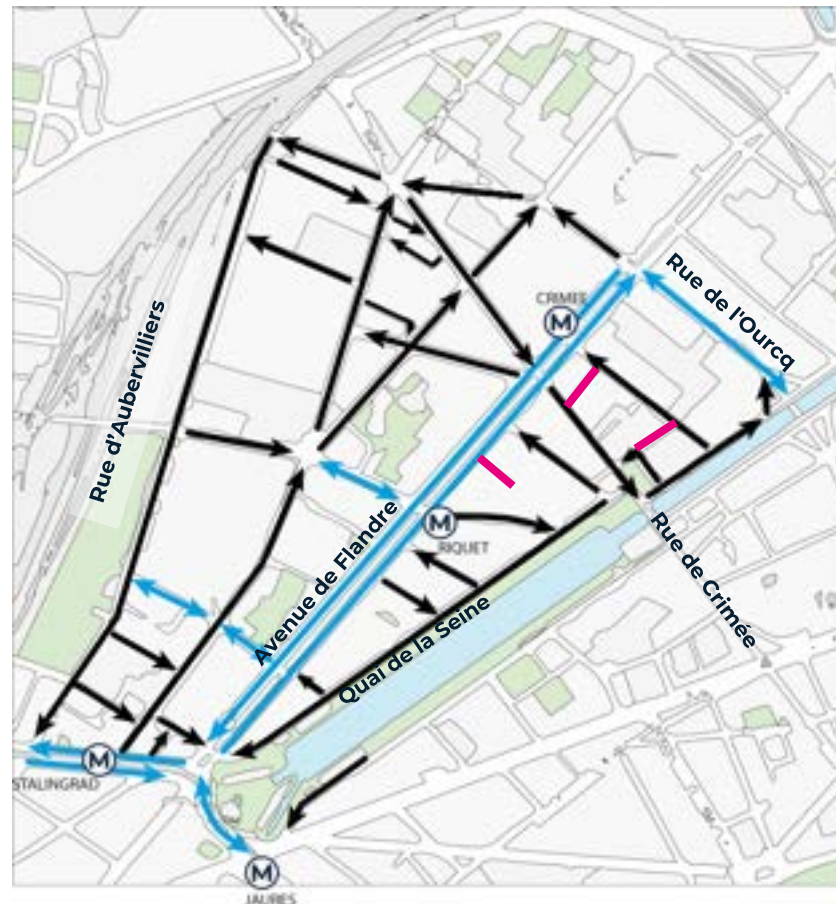 Rue de l'Ourcq
CRIMEE
M
Rue d'Aubervilliers
Avenue de Flandre
M
RIQUET
Rue de Crimée
Quai de la Seine
M
STALINGRAD
M
JAURES